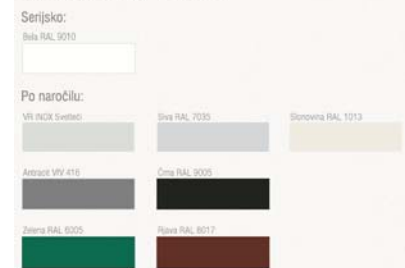 Serijsko:
Bela RAL 9010
Po naročilu:
VR INOX Svetleči
Siva RAL 7035
Slonovina RAL 1013
Antracit VIV 416
Črna RAL 9005
Zelena RAL 6005
Rjava RAL 8017